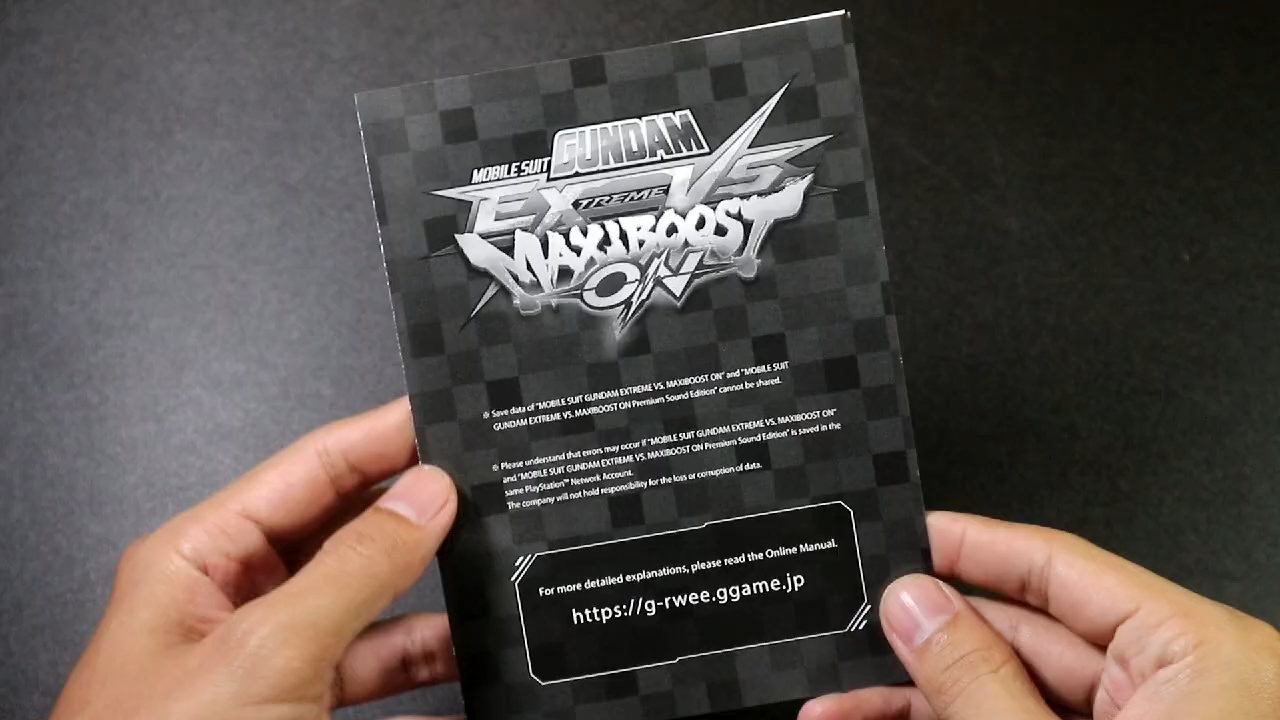 MOBILE SUIT GUNDAM
EXTREME VS
MAXIBOOST
ON
※ Save data of "MOBILE SUIT GUNDAM EXTREME VS. MAXIBOOST ON" and "MOBILE SUIT
GUNDAM EXTREME VS. MAXIBOOST ON Premium Sound Edition" cannot be shared.
※ Please understand that errors may occur if "MOBILE SUIT GUNDAM EXTREME VS. MAXIBOOST ON"
and "MOBILE SUIT GUNDAM EXTREME VS. MAXIBOOST ON Premium Sound Edition" is saved in the
same PlayStation™ Network Account.
The company will not hold responsibility for the loss or corruption of data.
For more detailed explanations, please read the Online Manual.
https://g-rwee.ggame.jp